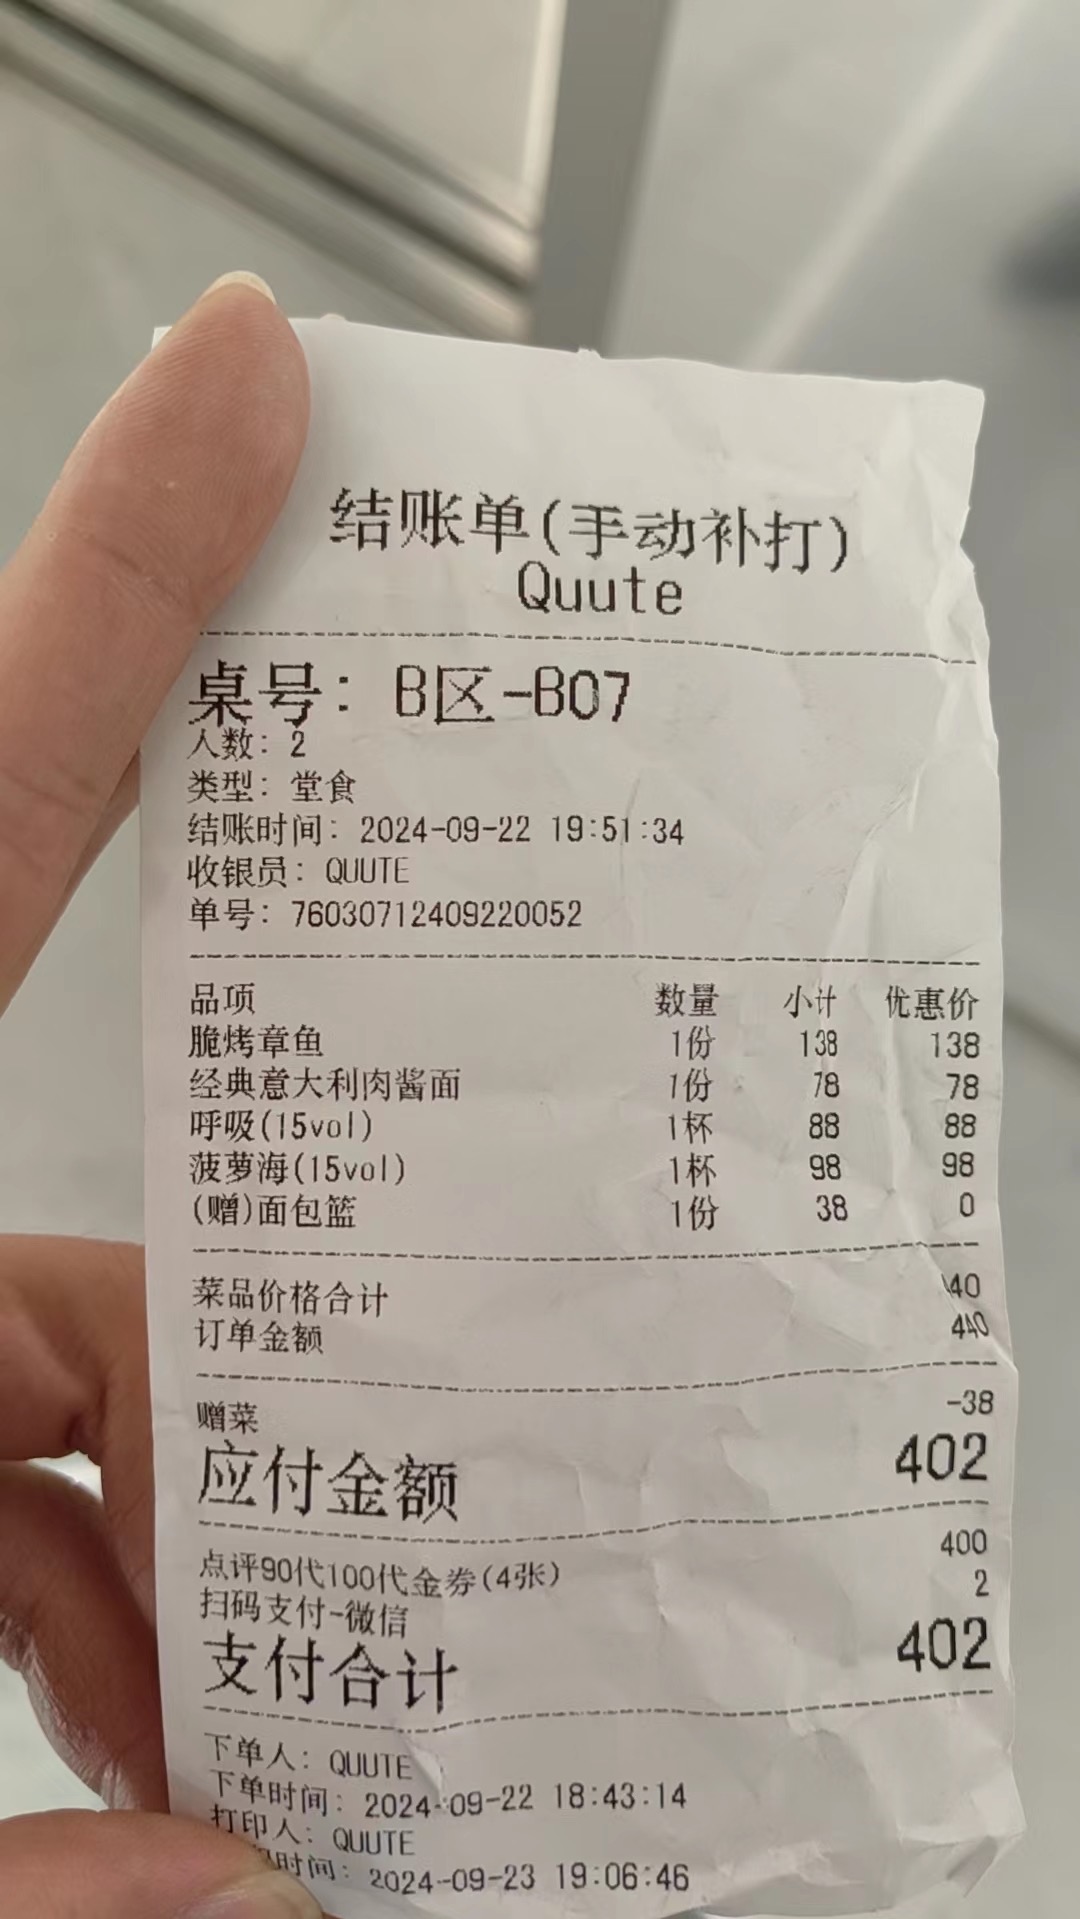 结账单(手动补打)
Quute
桌号: B区-B07
人数: 2
类型: 堂食
结账时间: 2024-09-22 19:51:34
收银员: QUUTE
单号: 76030712409220052
品项 数量 小计 优惠价
脆烤章鱼 1份 138 138
经典意大利肉酱面 1份 78 78
呼吸(15vol) 1杯 88 88
菠萝海(15vol) 1杯 98 98
(赠)面包篮 1份 38 0
菜品价格合计
订单金额 440
赠菜 -38
应付金额 402
点评90代100代金券(4张) 400
扫码支付-微信 2
支付合计 402
下单人: QUUTE
下单时间: 2024-09-22 18:43:14
打印人: QUUTE
时间: 2024-09-23 19:06:46